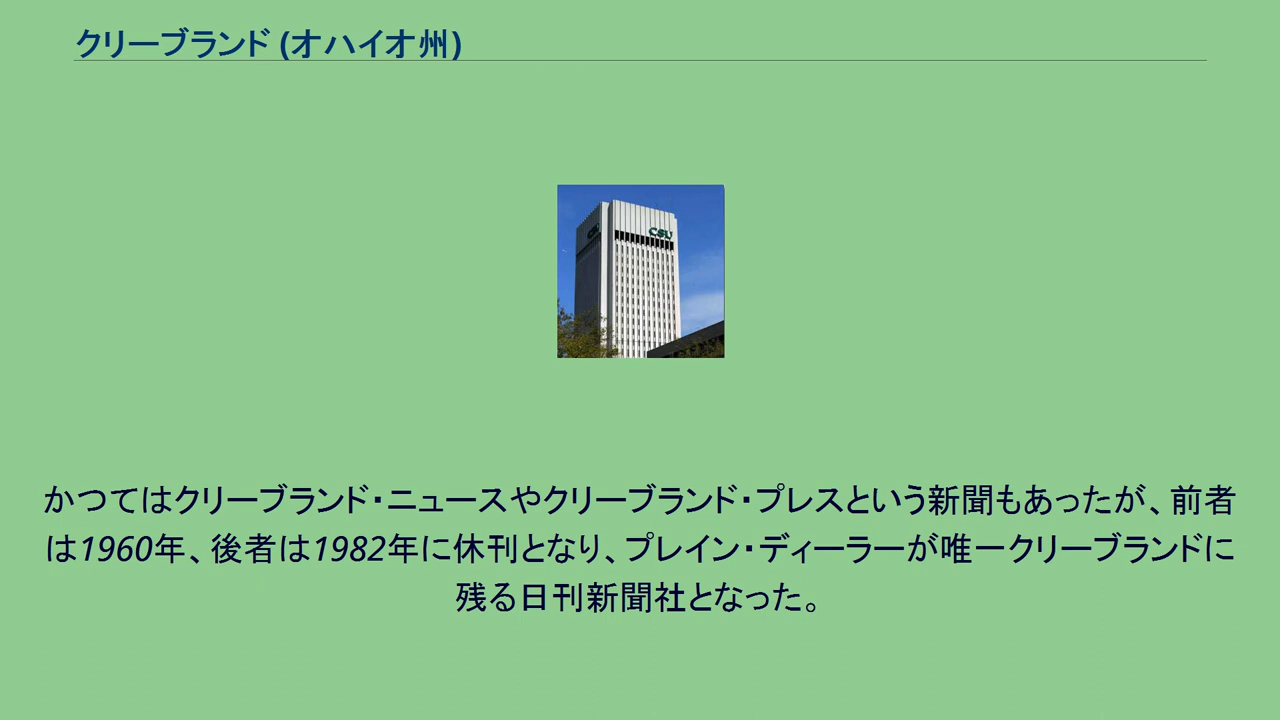 クリーブランド (オハイオ州)
CSU
かつてはクリーブランド・ニュースやクリーブランド・プレスという新聞もあったが、前者
は1960年、後者は1982年に休刊となり、プレイン・ディーラーが唯一クリーブランドに
残る日刊新聞社となった。